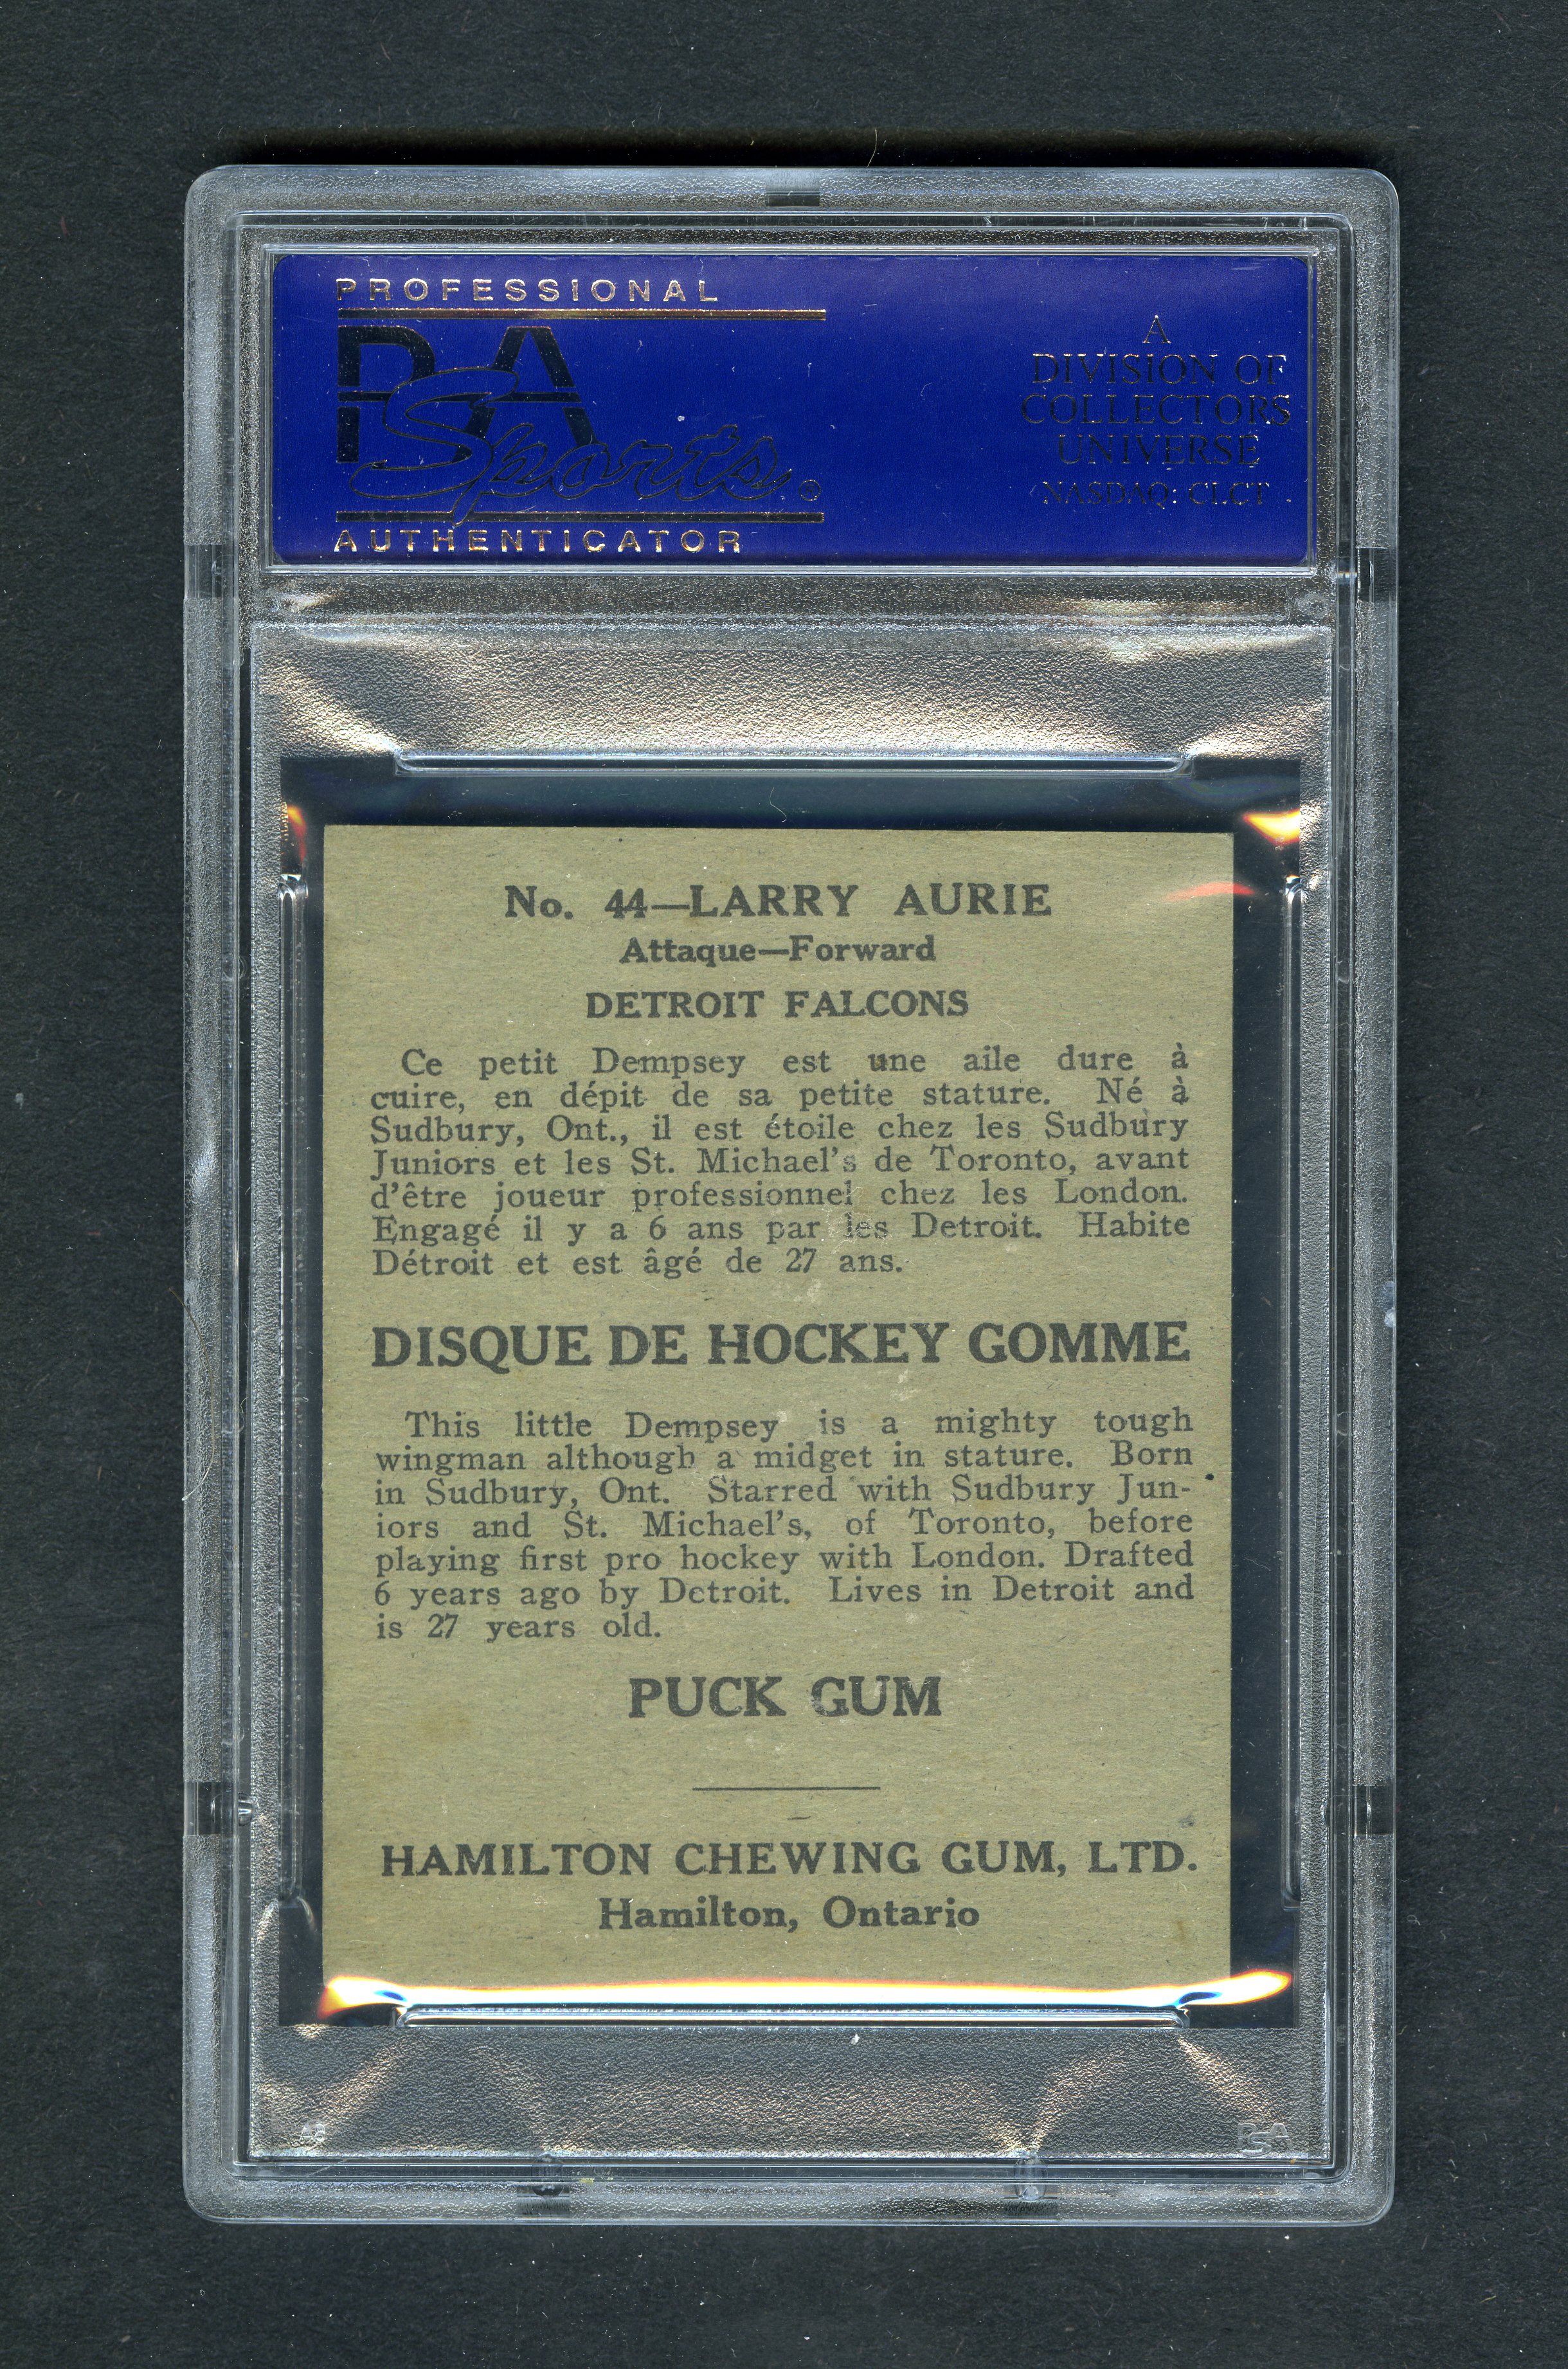 PROFESSIONAL
PSA
Sports®
AUTHENTICATOR
A
DIVISION OF
COLLECTORS
UNIVERSE
NASDAQ: CLCT
No. 44—LARRY AURIE
Attaque—Forward
DETROIT FALCONS
Ce petit Dempsey est une aile dure à
cuire, en dépit de sa petite stature. Né à
Sudbury, Ont., il est étoile chez les Sudbury
Juniors et les St. Michael's de Toronto, avant
d'être joueur professionnel chez les London.
Engagé il y a 6 ans par les Detroit. Habite
Détroit et est âgé de 27 ans.
DISQUE DE HOCKEY GOMME
This little Dempsey is a mighty tough
wingman although a midget in stature. Born
in Sudbury, Ont. Starred with Sudbury Jun-
iors and St. Michael's, of Toronto, before
playing first pro hockey with London. Drafted
6 years ago by Detroit. Lives in Detroit and
is 27 years old.
PUCK GUM
HAMILTON CHEWING GUM, LTD.
Hamilton, Ontario
PSA